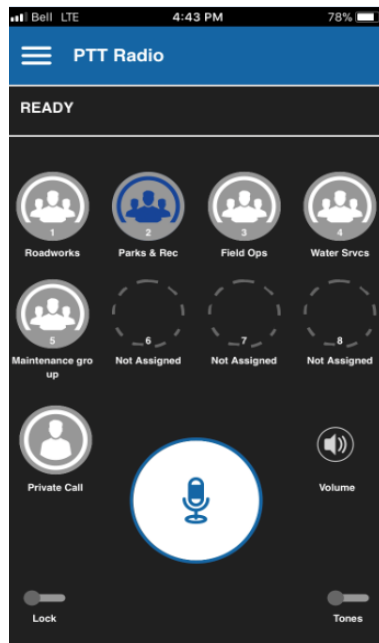 Bell LTE 4:43 PM 78%
PTT Radio
READY
1 2 3 4
Roadworks Parks & Rec Field Ops Water Srvcs
5 6 7 8
Maintenance gro Not Assigned Not Assigned Not Assigned
up
Private Call Volume
Lock Tones